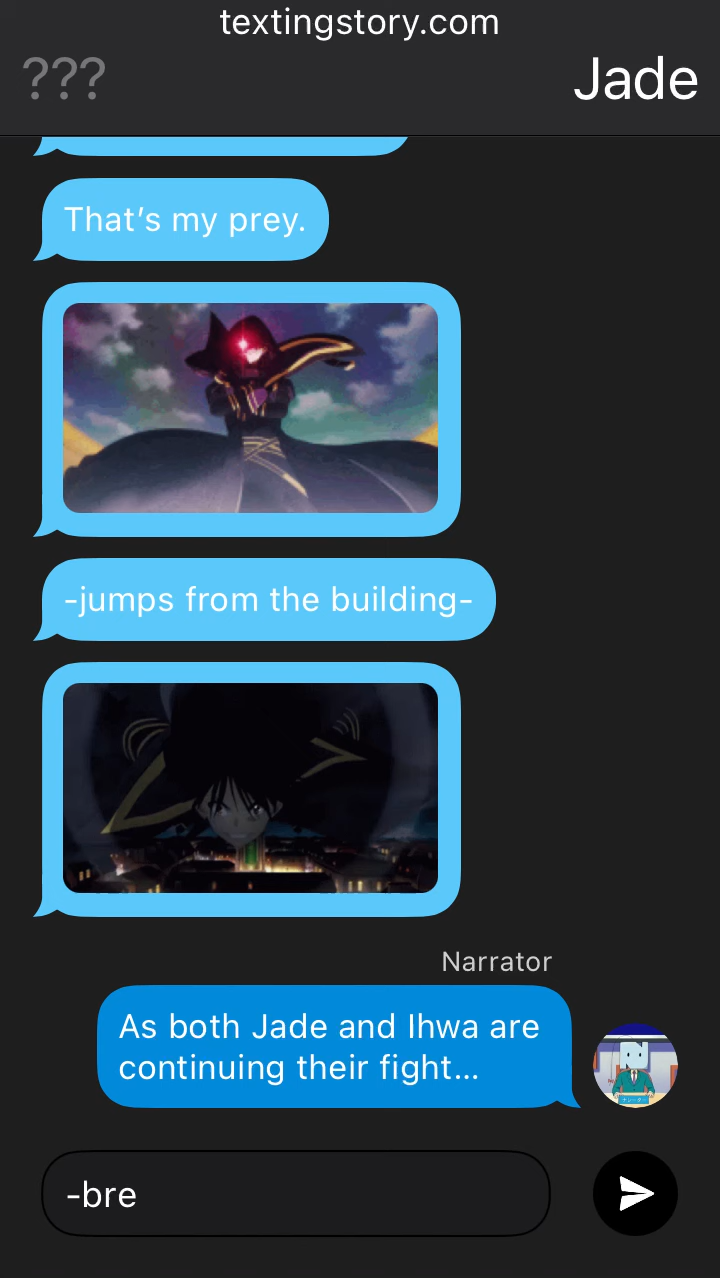 textingstory.com
???
Jade
That’s my prey.
-jumps from the building-
Narrator
As both Jade and Ihwa are
continuing their fight...
-bre